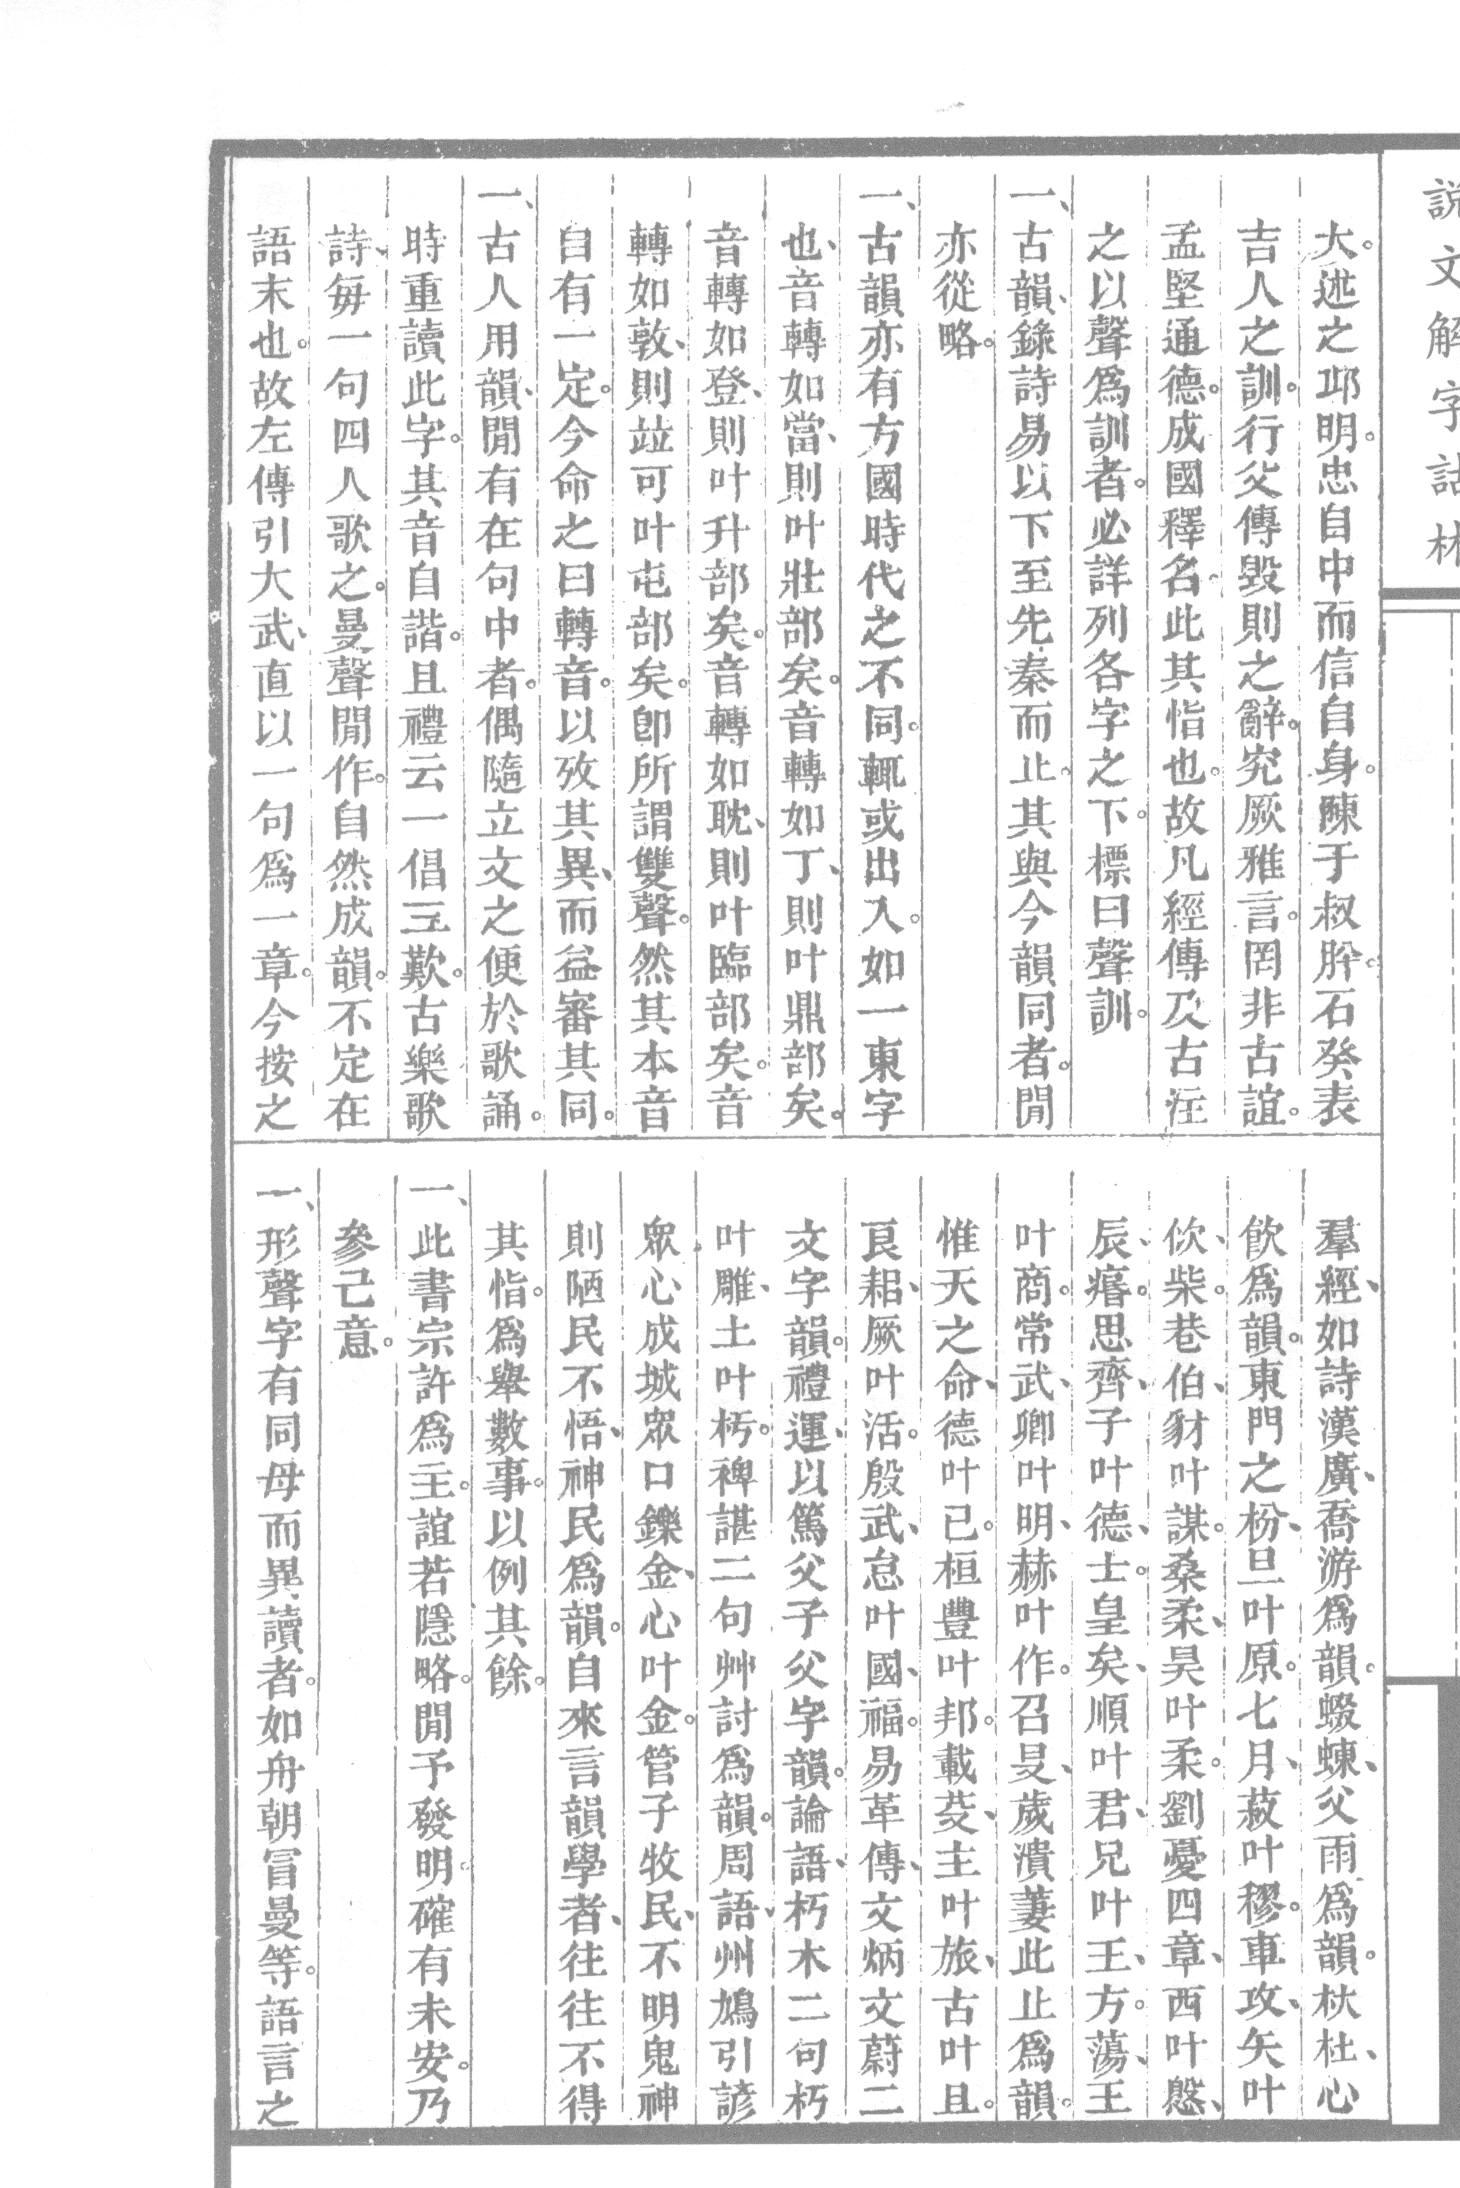 說文解字詁林
大。述之邶明。忠自中而信自身。陳于叔肸。石癸表
吉人之訓。行父傳毀則之辭。究厥雅言。罔非古誼。
孟堅通德。成國釋名。此其恉也。故凡經傳及古注
之以聲爲訓者。必詳列各字之下。標曰聲訓。
一、古韻、錄詩易以下至先秦而止。其與今韻同者。閒
亦從略。
一、古韻亦有方國時代之不同。輒或出入。如一東字
也、音轉如當、則叶壯部矣。音轉如丁、則叶鼎部矣。
音轉如登、則叶升部矣。音轉如耽、則叶臨部矣。音
轉如敦、則竝可叶屯部矣。卽所謂雙聲。然其本音
自有一定。今命之曰轉音。以攷其異、而益審其同。
一、古人用韻、閒有在句中者。偶隨立文之便於歌誦。
時重讀此字。其音自諧。且禮云一倡三歎。古樂歌
詩、每一句四人歌之。曼聲閒作。自然成韻。不定在
語末也。故左傳引大武、直以一句爲一章。今按之
羣經、如詩漢廣、喬游爲韻。蝃蝀、父雨爲韻。杕杜、心
飮爲韻。東門之枌、旦叶原。七月、菽叶穋。車攻、矢叶
佽、柴。巷伯、豺叶謀。桑柔、昊叶柔。劉憂四章、西叶慇、
辰、瘏。思齊、子叶德、士。皇矣、順叶君、兄叶王、方。蕩、王
叶商。常武、卿叶明、赫叶作。召旻、歲潰萋此止爲韻。
惟天之命、德叶己。桓豐叶邦。載芟、主叶旅、古叶且。
良耜、厥叶活。殷武、怠叶國、福。易革傳、文炳文蔚二
文字韻。禮運、以篤父子父字韻。論語、朽木二句朽
叶雕、土叶杇。裨諶二句艸討爲韻。周語、州鳩引諺
眾心成城眾口鑠金、心叶金。管子牧民、不明鬼神
則陋民不悟、神民爲韻。自來言韻學者、往往不得
其恉。爲舉數事。以例其餘。
一、此書宗許爲主。誼若隱略。閒予發明。確有未安。乃
參己意。
一、形聲字有同母而異讀者。如舟朝冒曼等。語言之